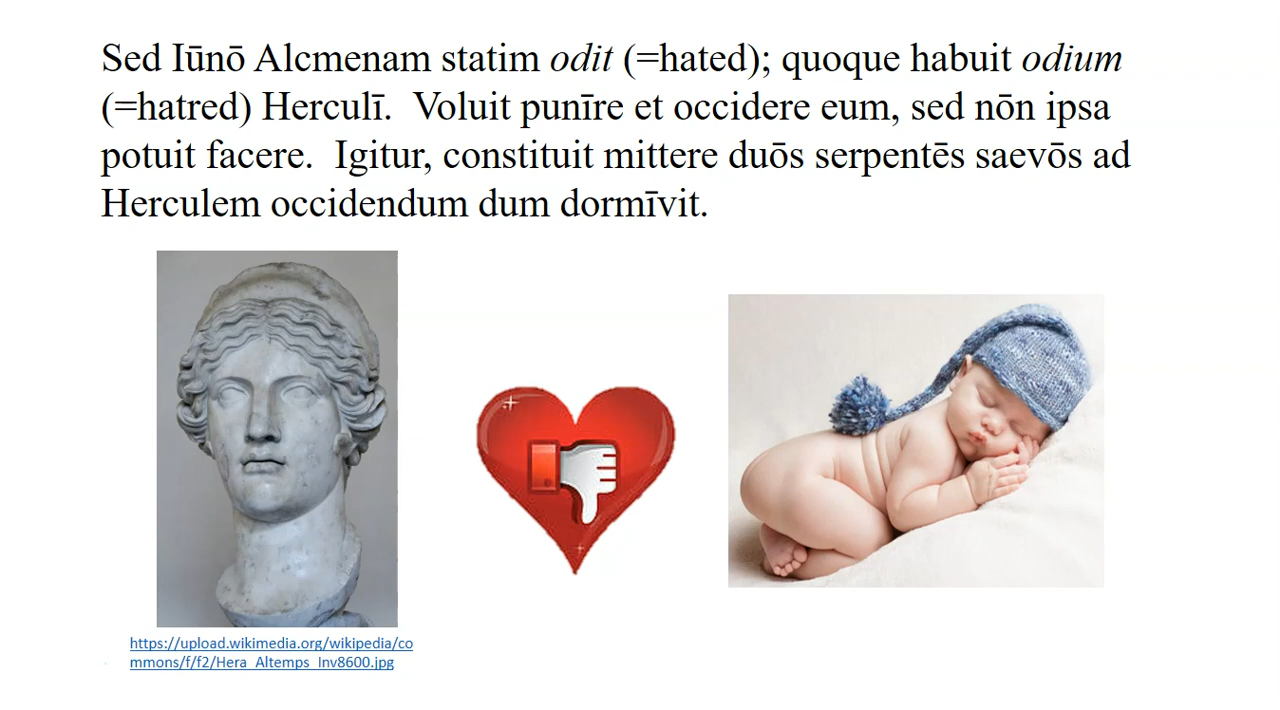 Sed Iūnō Alcmenam statim odit (=hated); quoque habuit odium
(=hatred) Herculī.  Voluit punīre et occidere eum, sed nōn ipsa
potuit facere.  Igitur, constituit mittere duōs serpentēs saevōs ad
Herculem occidendum dum dormīvit.
https://upload.wikimedia.org/wikipedia/co
mmons/f/f2/Hera_Altemps_Inv8600.jpg